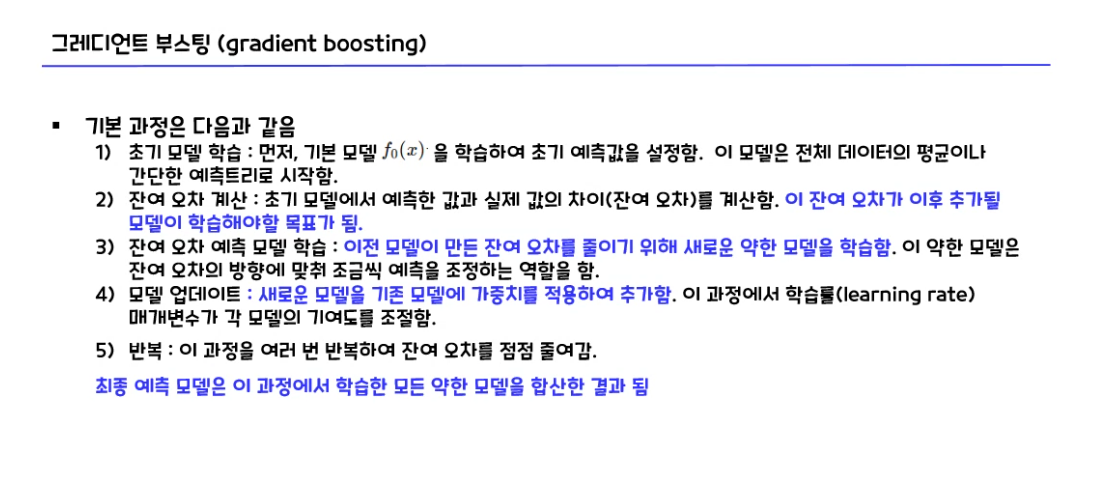 그레디언트 부스팅 (gradient boosting)
▪ 기본 과정은 다음과 같음
1) 초기 모델 학습 : 먼저, 기본 모델 f₀(x)· 을 학습하여 초기 예측값을 설정함. 이 모델은 전체 데이터의 평균이나
간단한 예측트리로 시작함.
2) 잔여 오차 계산 : 초기 모델에서 예측한 값과 실제 값의 차이(잔여 오차)를 계산함. 이 잔여 오차가 이후 추가될
모델이 학습해야할 목표가 됨.
3) 잔여 오차 예측 모델 학습 : 이전 모델이 만든 잔여 오차를 줄이기 위해 새로운 약한 모델을 학습함. 이 약한 모델은
잔여 오차의 방향에 맞춰 조금씩 예측을 조정하는 역할을 함.
4) 모델 업데이트 : 새로운 모델을 기존 모델에 가중치를 적용하여 추가함. 이 과정에서 학습률(learning rate)
매개변수가 각 모델의 기여도를 조절함.
5) 반복 : 이 과정을 여러 번 반복하여 잔여 오차를 점점 줄여감.
최종 예측 모델은 이 과정에서 학습한 모든 약한 모델을 합산한 결과 됨